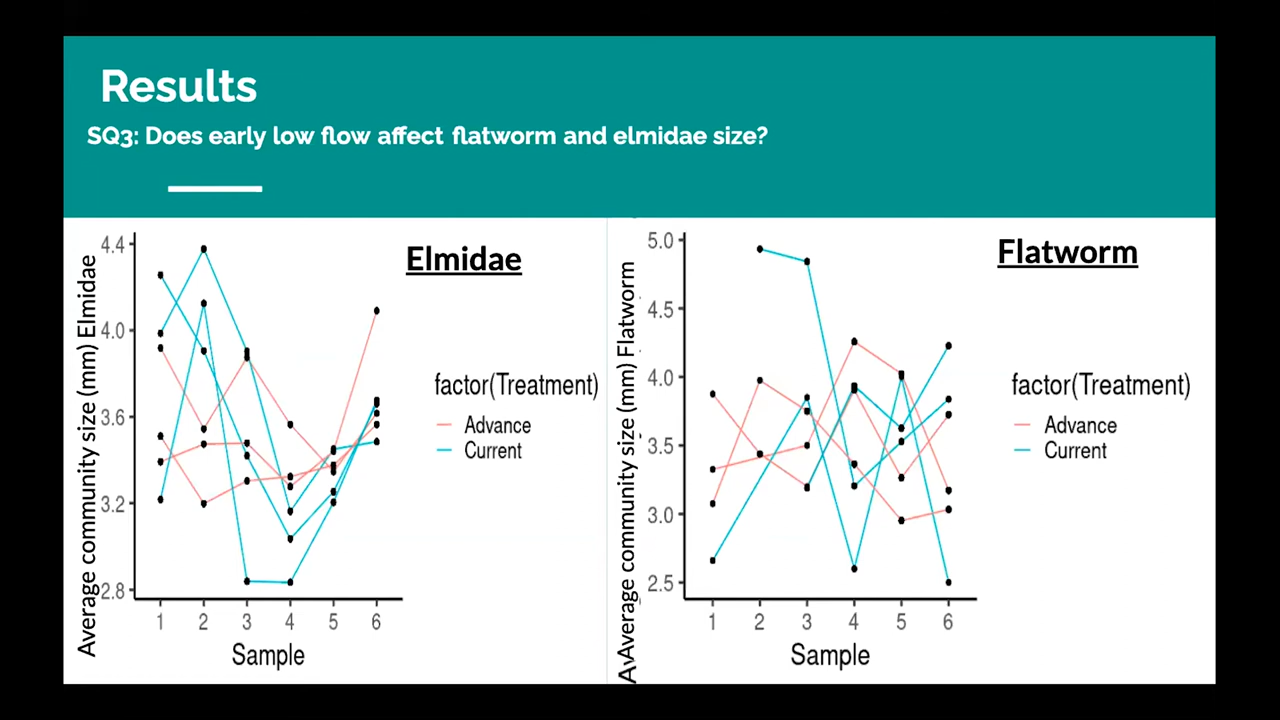 Results
SQ3: Does early low flow affect flatworm and elmidae size?
Elmidae
Average community size (mm) Elmidae
4.4
4.0
3.6
3.2
2.8
1 2 3 4 5 6
Sample
factor(Treatment)
Advance
Current
Flatworm
Average community size (mm) Flatworm
5.0
4.5
4.0
3.5
3.0
2.5
1 2 3 4 5 6
Sample
factor(Treatment)
Advance
Current